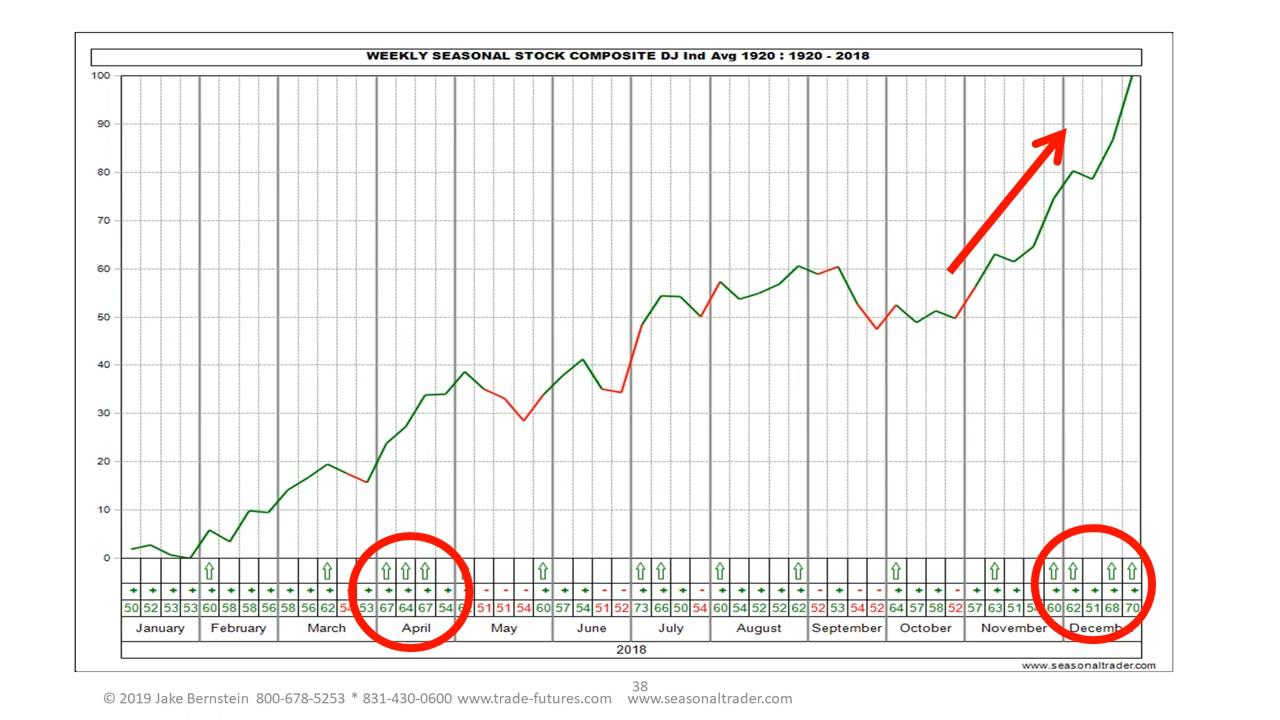 WEEKLY SEASONAL STOCK COMPOSITE DJ Ind Avg 1920 : 1920 - 2018
100
90
80
70
60
50
40
30
20
10
0
+ + + + + + + + + + + - + + + + + + - - - + + + - - + + + - + + + + + - + - - + + + - + + + + + + + + +
50 52 53 53 60 58 58 56 58 56 62 54 53 67 64 67 54 51 51 54 60 57 54 51 52 73 66 50 54 60 54 52 52 62 52 53 54 52 64 57 58 52 57 63 51 54 60 62 51 68 70
January February March April May June July August September October November December
2018
www.seasonaltrader.com
38
© 2019 Jake Bernstein 800-678-5253 * 831-430-0600 www.trade-futures.com www.seasonaltrader.com